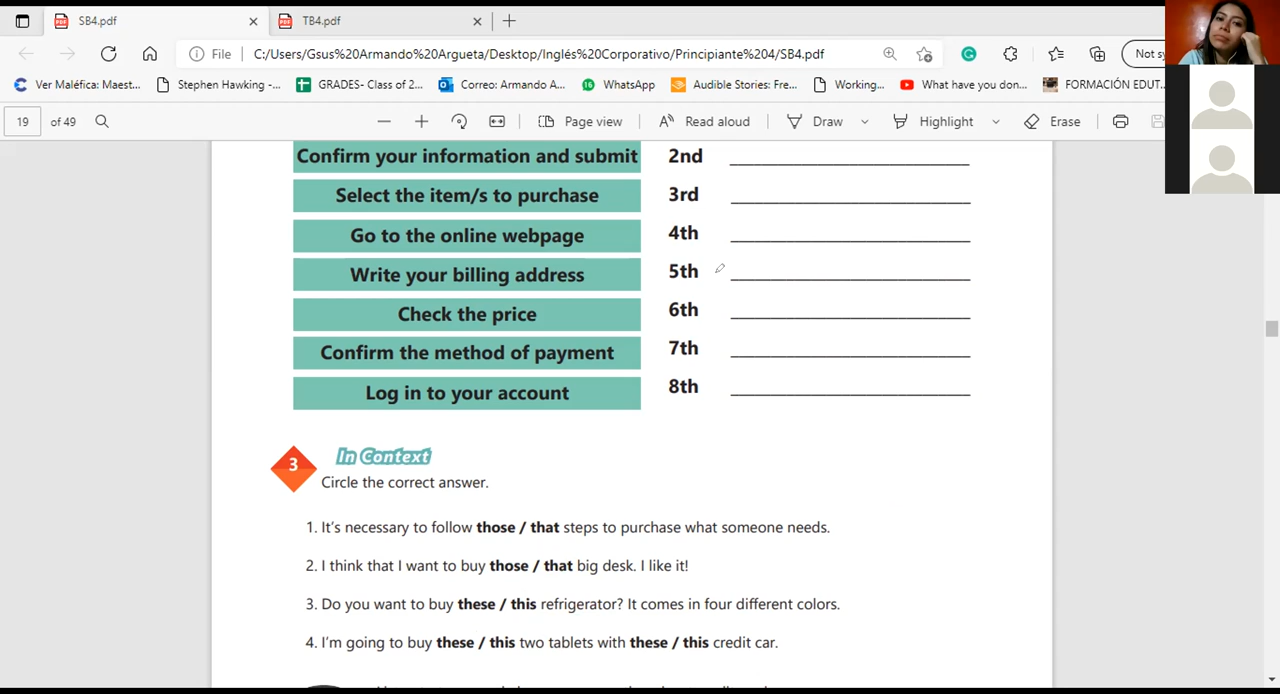 SB4.pdf
TB4.pdf
File
C:/Users/Gsus%20Armando%20Argueta/Desktop/Inglés%20Corporativo/Principiante%204/SB4.pdf
Not sy
Ver Maléfica: Maest...
Stephen Hawking -...
GRADES- Class of 2...
Correo: Armando A...
16 WhatsApp
Audible Stories: Fre...
Working...
What have you don...
FORMACIÓN EDUT...
19 of 49
Page view
Read aloud
Draw
Highlight
Erase
Confirm your information and submit 2nd
Select the item/s to purchase 3rd
Go to the online webpage 4th
Write your billing address 5th
Check the price 6th
Confirm the method of payment 7th
Log in to your account 8th
3 In Context
Circle the correct answer.
1. It's necessary to follow those / that steps to purchase what someone needs.
2. I think that I want to buy those / that big desk. I like it!
3. Do you want to buy these / this refrigerator? It comes in four different colors.
4. I'm going to buy these / this two tablets with these / this credit car.